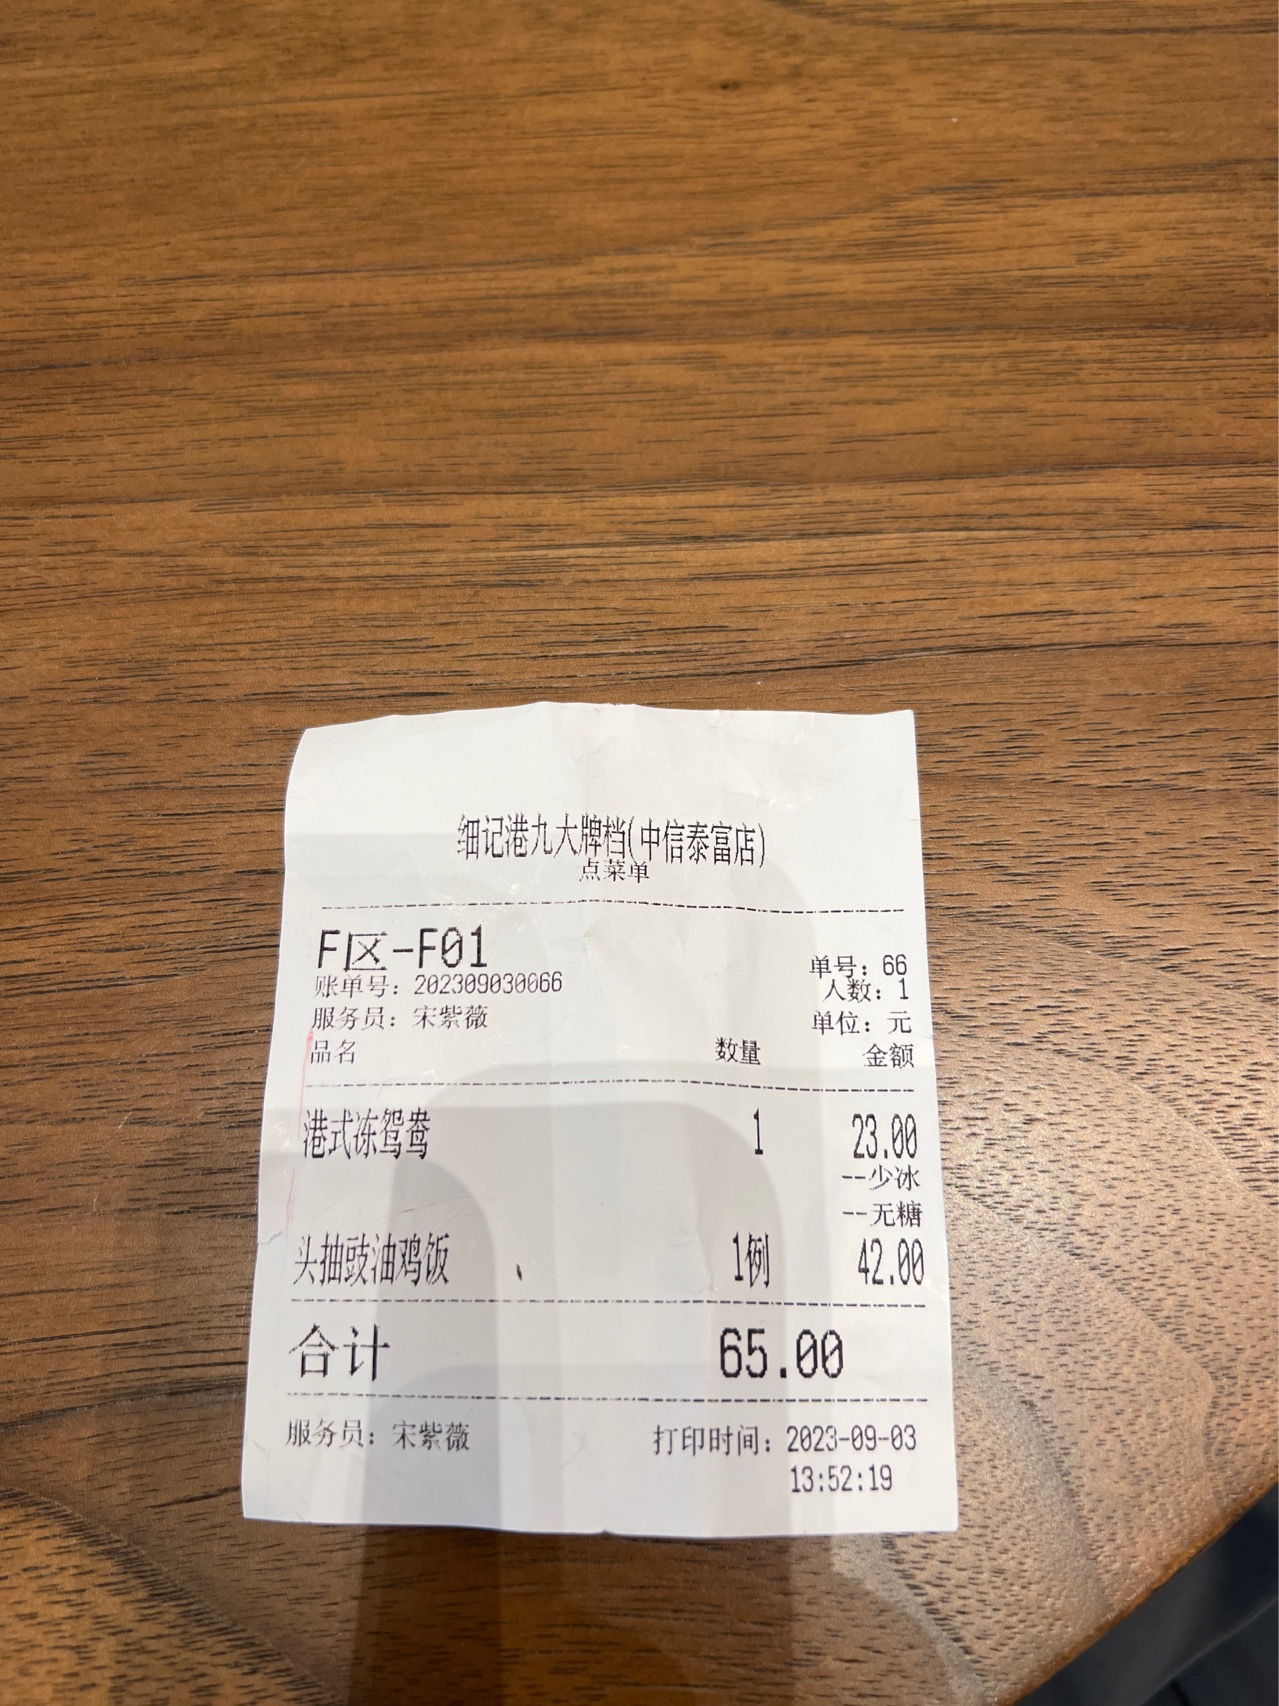 细记港九大牌档(中信泰富店)
点菜单
F区-F01
单号：66
账单号：202309030066
人数：1
服务员：宋紫薇
单位：元
品名 数量 金额
港式冻鸳鸯 1 23.00
--少冰
--无糖
头抽豉油鸡饭 1例 42.00
合计 65.00
服务员：宋紫薇 打印时间：2023-09-03
13:52:19